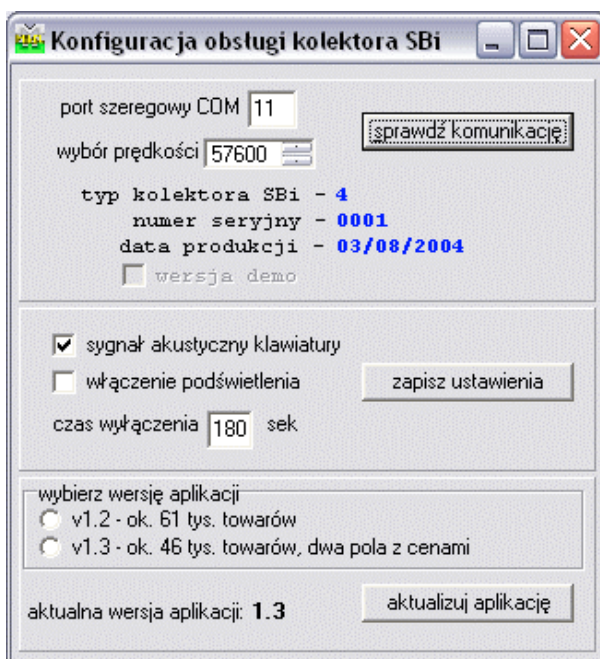 Konfiguracja obsługi kolektora SBi
port szeregowy COM 11
sprawdź komunikację
wybór prędkości 57600
typ kolektora SBi - 4
numer seryjny - 0001
data produkcji - 03/08/2004
wersja demo
sygnał akustyczny klawiatury
włączenie podświetlenia
zapisz ustawienia
czas wyłączenia 180 sek
wybierz wersję aplikacji
v1.2 - ok. 61 tys. towarów
v1.3 - ok. 46 tys. towarów, dwa pola z cenami
aktualna wersja aplikacji: 1.3
aktualizuj aplikację